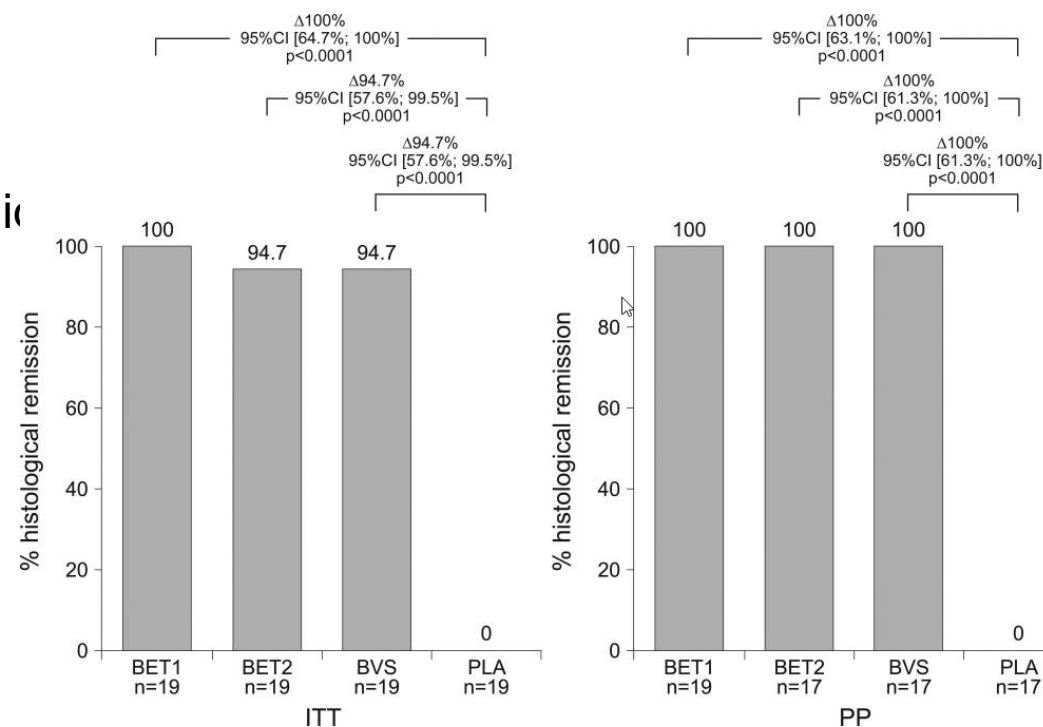 Δ100%
95%CI [64.7%; 100%]
p<0.0001
Δ94.7%
95%CI [57.6%; 99.5%]
p<0.0001
Δ94.7%
95%CI [57.6%; 99.5%]
p<0.0001
% histological remission
100
80
60
40
20
0
100
94.7
94.7
0
BET1
n=19
BET2
n=19
BVS
n=19
PLA
n=19
ITT
Δ100%
95%CI [63.1%; 100%]
p<0.0001
Δ100%
95%CI [61.3%; 100%]
p<0.0001
Δ100%
95%CI [61.3%; 100%]
p<0.0001
% histological remission
100
80
60
40
20
0
100
100
100
0
BET1
n=19
BET2
n=17
BVS
n=17
PLA
n=17
PP